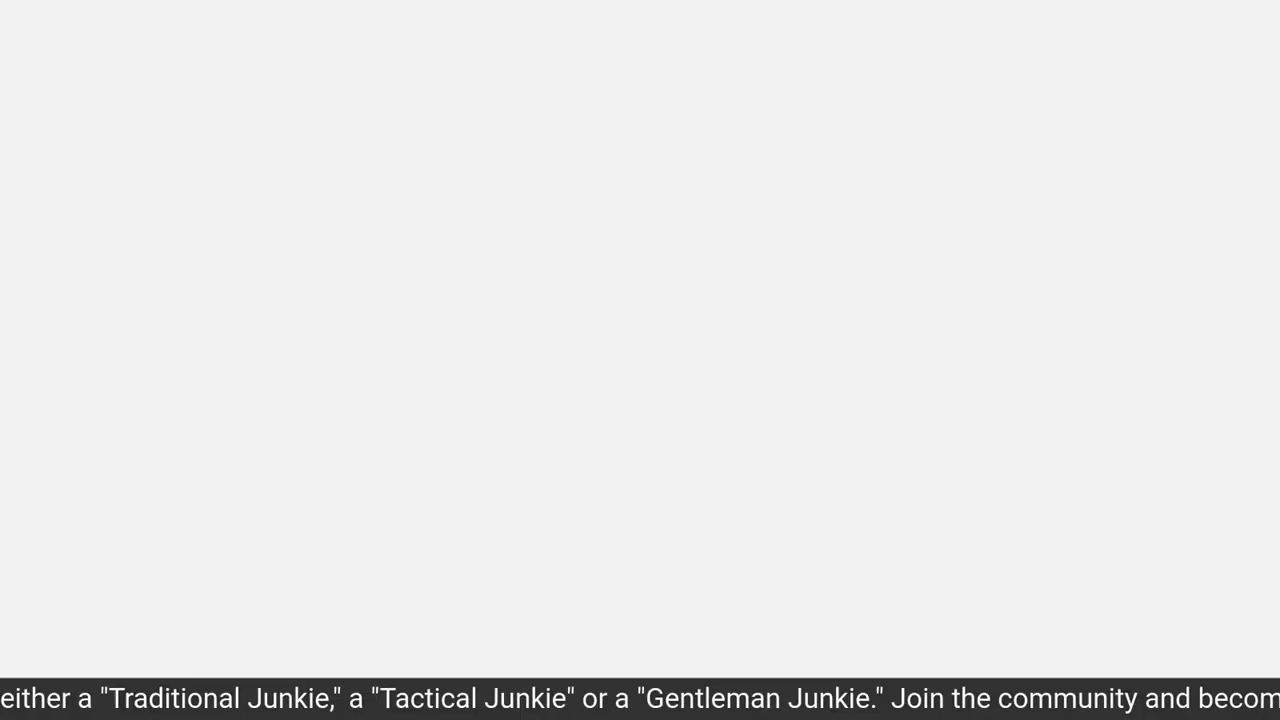 either a "Traditional Junkie," a "Tactical Junkie" or a "Gentleman Junkie." Join the community and becom